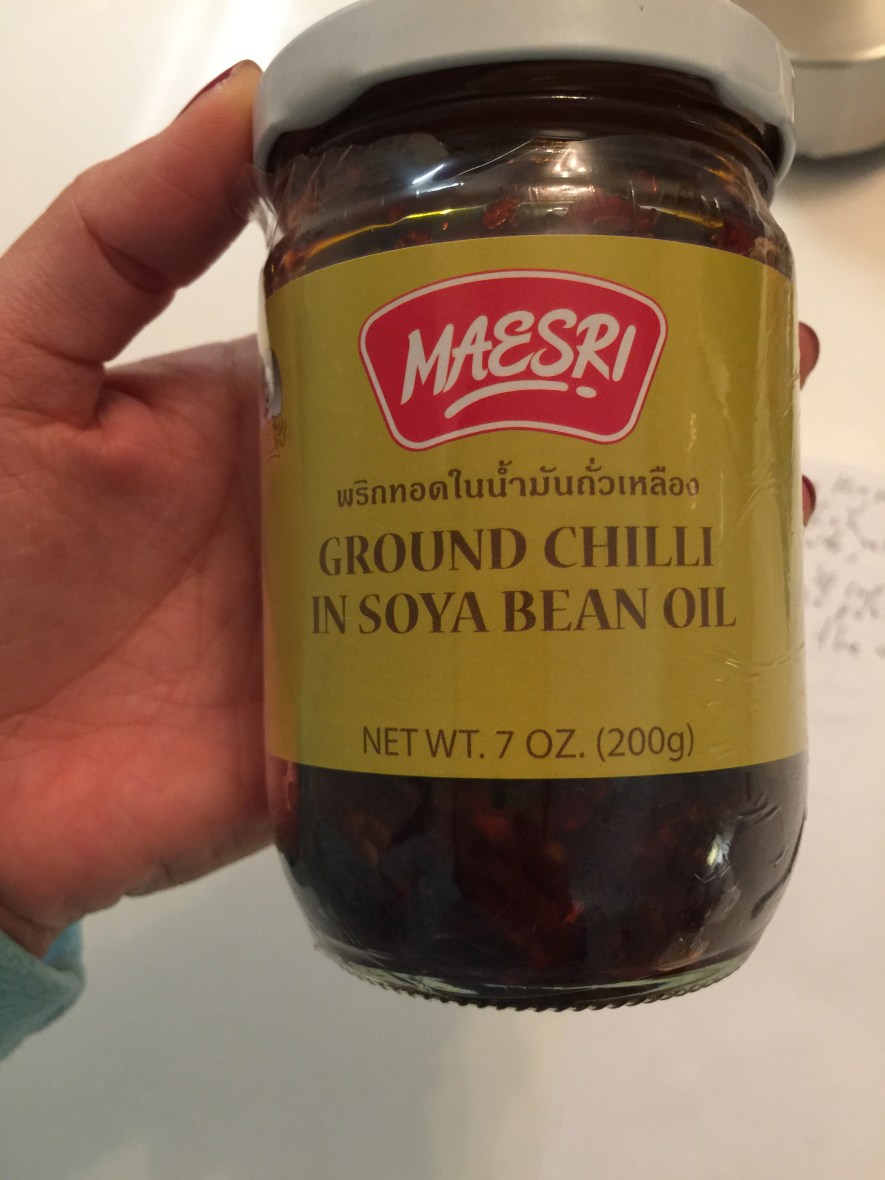 MAESRI
พริกทอดในน้ำมันถั่วเหลือง
GROUND CHILLI
IN SOYA BEAN OIL
NET WT. 7 OZ. (200g)